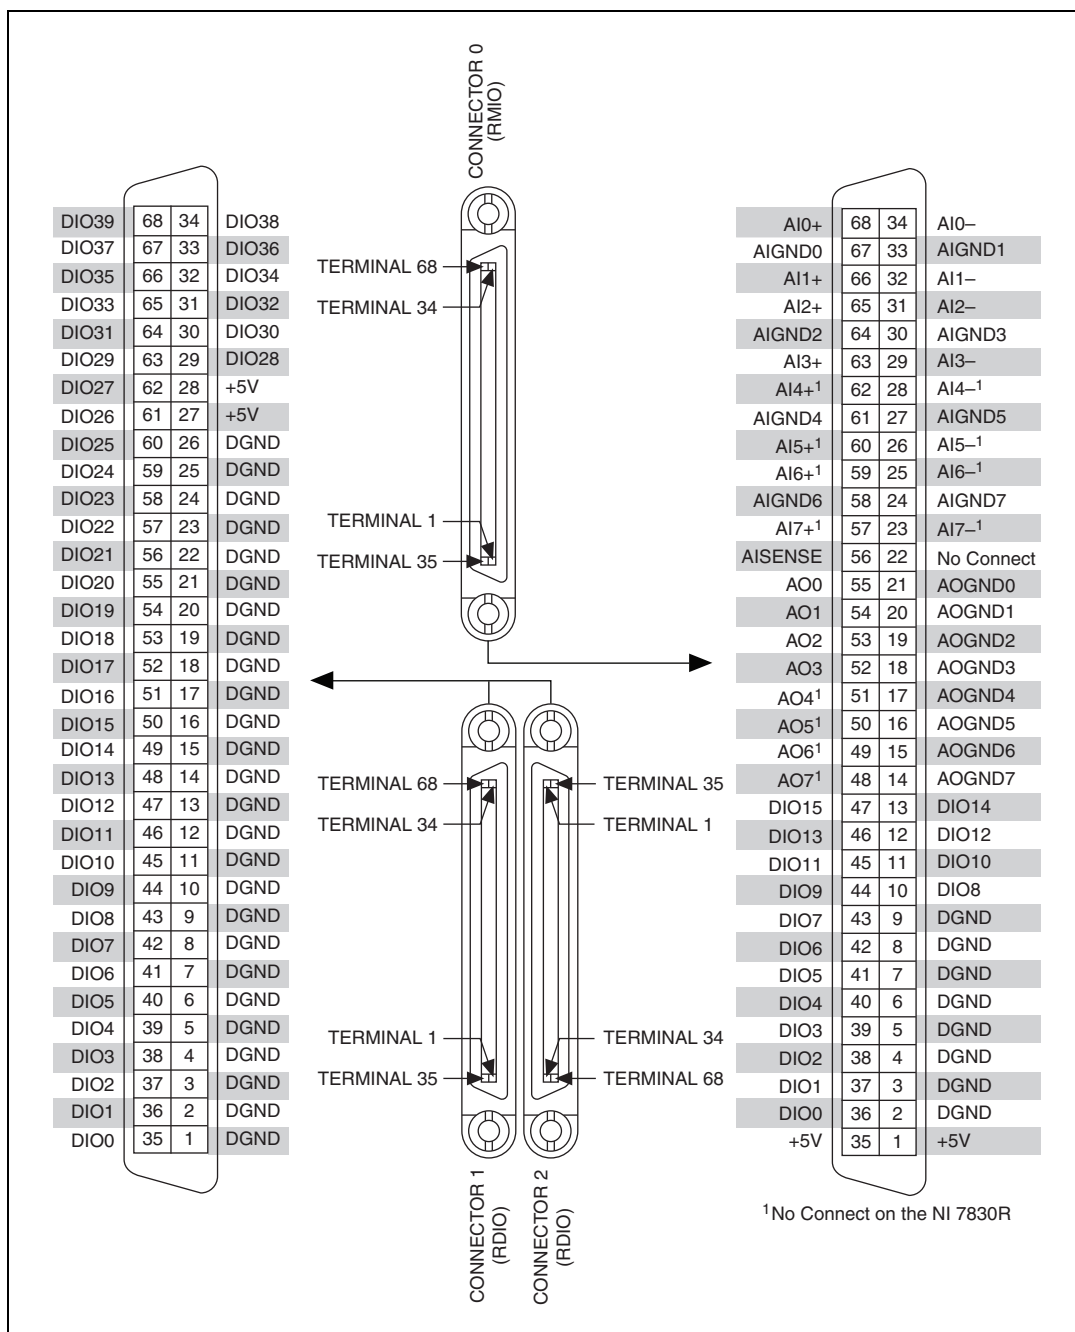 CONNECTOR 0
(RMIO)
DIO39 68 34 DIO38
DIO37 67 33 DIO36
DIO35 66 32 DIO34
DIO33 65 31 DIO32
DIO31 64 30 DIO30
DIO29 63 29 DIO28
DIO27 62 28 +5V
DIO26 61 27 +5V
DIO25 60 26 DGND
DIO24 59 25 DGND
DIO23 58 24 DGND
DIO22 57 23 DGND
DIO21 56 22 DGND
DIO20 55 21 DGND
DIO19 54 20 DGND
DIO18 53 19 DGND
DIO17 52 18 DGND
DIO16 51 17 DGND
DIO15 50 16 DGND
DIO14 49 15 DGND
DIO13 48 14 DGND
DIO12 47 13 DGND
DIO11 46 12 DGND
DIO10 45 11 DGND
DIO9 44 10 DGND
DIO8 43 9 DGND
DIO7 42 8 DGND
DIO6 41 7 DGND
DIO5 40 6 DGND
DIO4 39 5 DGND
DIO3 38 4 DGND
DIO2 37 3 DGND
DIO1 36 2 DGND
DIO0 35 1 DGND
TERMINAL 68
TERMINAL 34
TERMINAL 1
TERMINAL 35
TERMINAL 68
TERMINAL 34
TERMINAL 1
TERMINAL 35
TERMINAL 35
TERMINAL 1
TERMINAL 34
TERMINAL 68
CONNECTOR 1
(RDIO)
CONNECTOR 2
(RDIO)
AI0+ 68 34 AI0–
AIGND0 67 33 AIGND1
AI1+ 66 32 AI1–
AI2+ 65 31 AI2–
AIGND2 64 30 AIGND3
AI3+ 63 29 AI3–
AI4+¹ 62 28 AI4–¹
AIGND4 61 27 AIGND5
AI5+¹ 60 26 AI5–¹
AI6+¹ 59 25 AI6–¹
AIGND6 58 24 AIGND7
AI7+¹ 57 23 AI7–¹
AISENSE 56 22 No Connect
AO0 55 21 AOGND0
AO1 54 20 AOGND1
AO2 53 19 AOGND2
AO3 52 18 AOGND3
AO4¹ 51 17 AOGND4
AO5¹ 50 16 AOGND5
AO6¹ 49 15 AOGND6
AO7¹ 48 14 AOGND7
DIO15 47 13 DIO14
DIO13 46 12 DIO12
DIO11 45 11 DIO10
DIO9 44 10 DIO8
DIO7 43 9 DGND
DIO6 42 8 DGND
DIO5 41 7 DGND
DIO4 40 6 DGND
DIO3 39 5 DGND
DIO2 38 4 DGND
DIO1 37 3 DGND
DIO0 36 2 DGND
+5V 35 1 +5V
¹No Connect on the NI 7830R